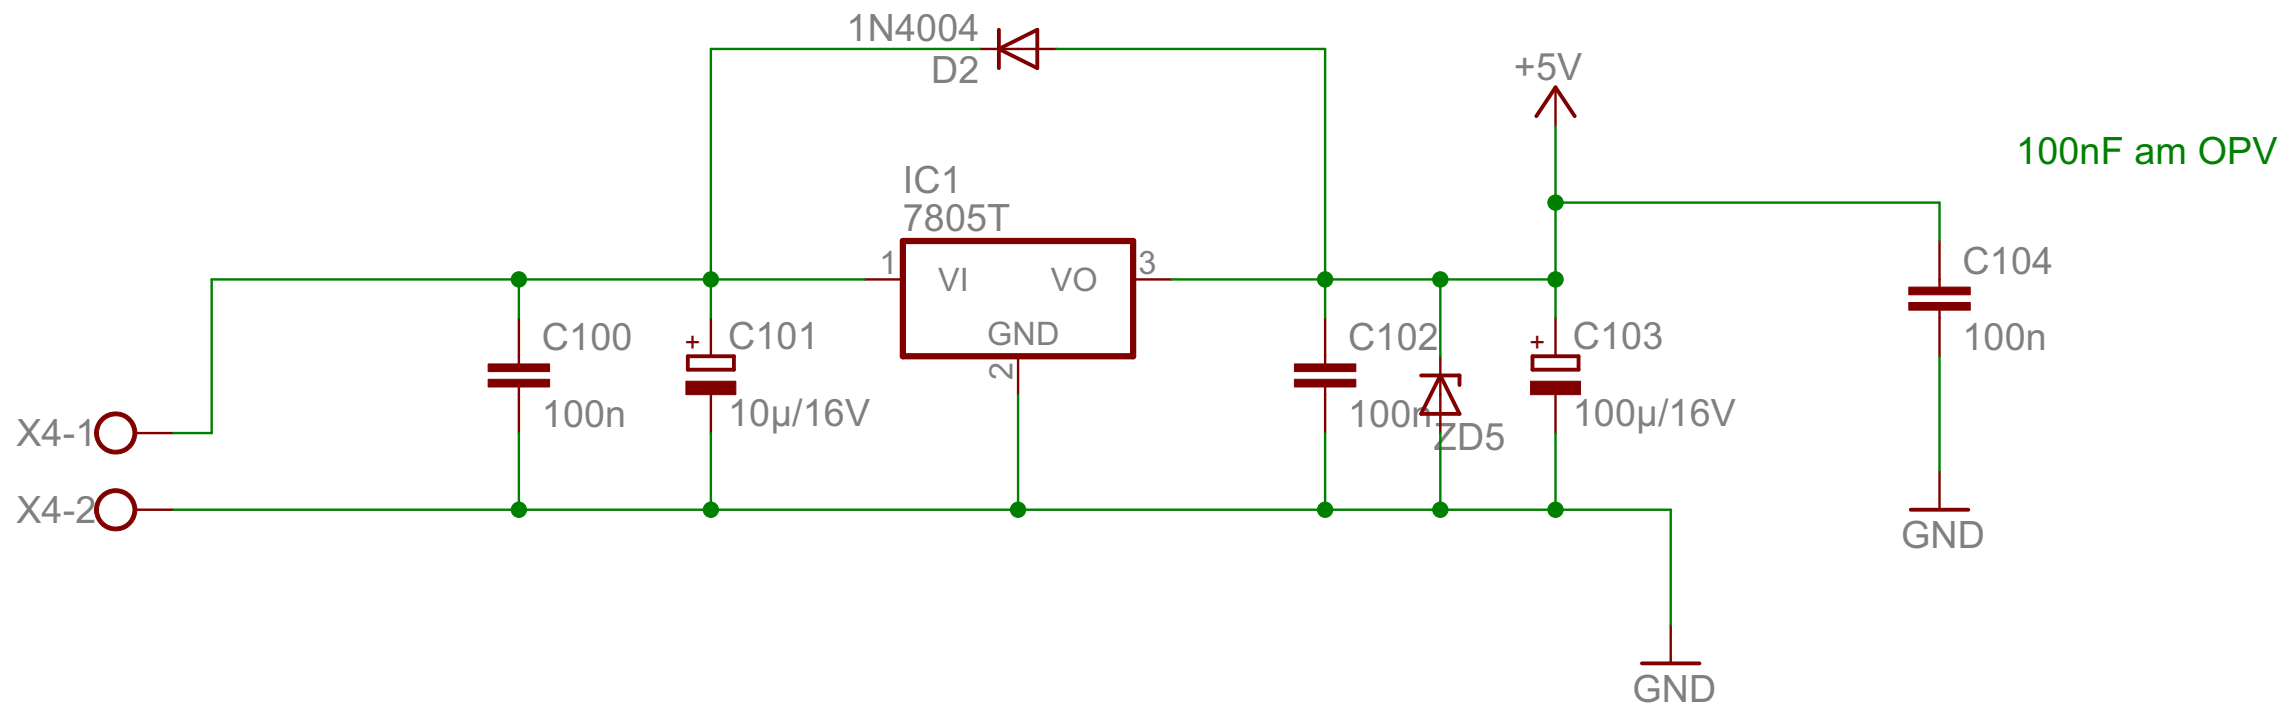 1N4004
D2
+5V
100nF am OPV
IC1
7805T
1
VI
VO
3
GND
2
C100
100n
+
C101
10µ/16V
C102
100n
ZD5
+
C103
100µ/16V
C104
100n
X4-1
X4-2
GND
GND